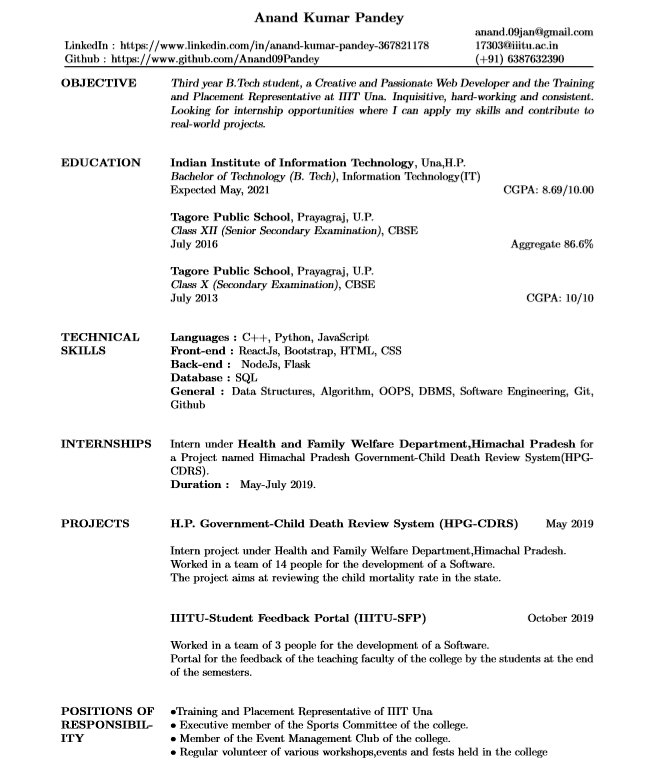 Anand Kumar Pandey
anand.09jan@gmail.com
LinkedIn : https://www.linkedin.com/in/anand-kumar-pandey-367821178 17303@iiitu.ac.in
Github : https://www.github.com/Anand09Pandey (+91) 6387632390
OBJECTIVE Third year B.Tech student, a Creative and Passionate Web Developer and the Training
and Placement Representative at IIIT Una. Inquisitive, hard-working and consistent.
Looking for internship opportunities where I can apply my skills and contribute to
real-world projects.
EDUCATION Indian Institute of Information Technology, Una,H.P.
Bachelor of Technology (B. Tech), Information Technology(IT)
Expected May, 2021 CGPA: 8.69/10.00
Tagore Public School, Prayagraj, U.P.
Class XII (Senior Secondary Examination), CBSE
July 2016 Aggregate 86.6%
Tagore Public School, Prayagraj, U.P.
Class X (Secondary Examination), CBSE
July 2013 CGPA: 10/10
TECHNICAL Languages : C++, Python, JavaScript
SKILLS Front-end : ReactJs, Bootstrap, HTML, CSS
Back-end : NodeJs, Flask
Database : SQL
General : Data Structures, Algorithm, OOPS, DBMS, Software Engineering, Git,
Github
INTERNSHIPS Intern under Health and Family Welfare Department,Himachal Pradesh for
a Project named Himachal Pradesh Government-Child Death Review System(HPG-
CDRS).
Duration : May-July 2019.
PROJECTS H.P. Government-Child Death Review System (HPG-CDRS) May 2019
Intern project under Health and Family Welfare Department,Himachal Pradesh.
Worked in a team of 14 people for the development of a Software.
The project aims at reviewing the child mortality rate in the state.
IIITU-Student Feedback Portal (IIITU-SFP) October 2019
Worked in a team of 3 people for the development of a Software.
Portal for the feedback of the teaching faculty of the college by the students at the end
of the semesters.
POSITIONS OF •Training and Placement Representative of IIIT Una
RESPONSIBIL- • Executive member of the Sports Committee of the college.
ITY • Member of the Event Management Club of the college.
• Regular volunteer of various workshops,events and fests held in the college